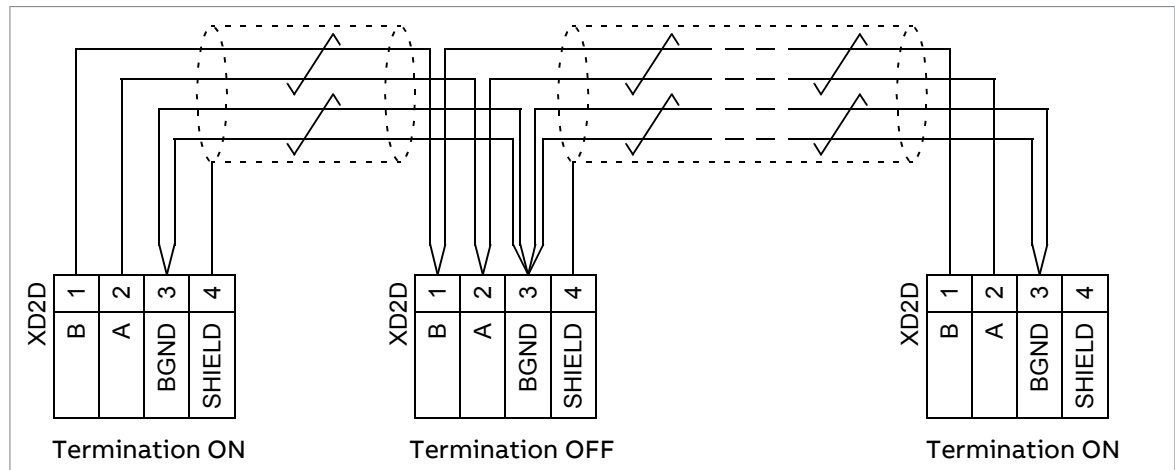 XD2D
1 2 3 4
B A BGND SHIELD
XD2D
1 2 3 4
B A BGND SHIELD
XD2D
1 2 3 4
B A BGND SHIELD
Termination ON
Termination OFF
Termination ON